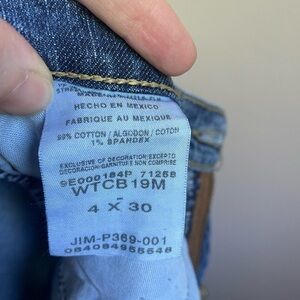 HECHO EN MEXICO
FABRIQUE AU MEXIQUE
99% COTTON / ALGODON / COTON
1% SPANDEX
EXCLUSIVE OF DECORATION/EXCEPTO
DECORACION/GARNITURE NON COMPRISE
9E000184P 71258
WTCB19M
4 X 30
JIM-P369-001